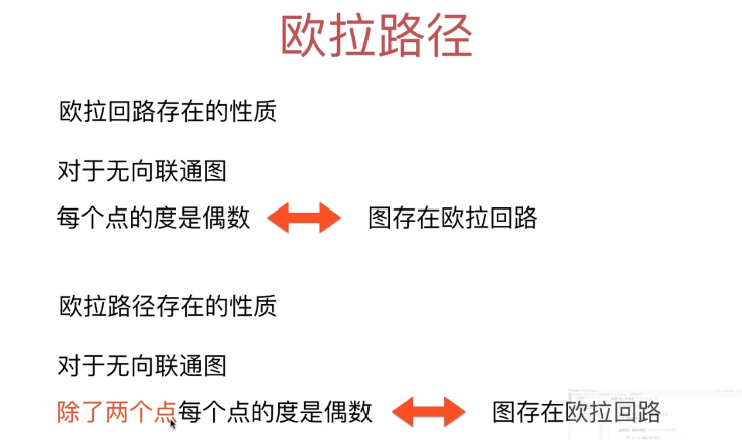 欧拉路径
欧拉回路存在的性质
对于无向联通图
每个点的度是偶数 图存在欧拉回路
欧拉路径存在的性质
对于无向联通图
除了两个点每个点的度是偶数 图存在欧拉回路